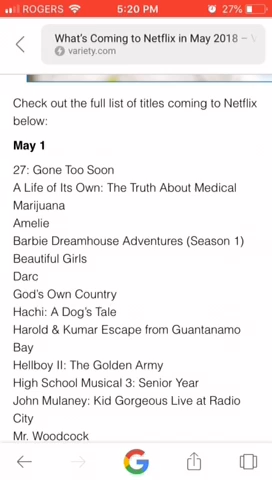 ROGERS 5:20 PM 27%
What's Coming to Netflix in May 2018 –
variety.com
Check out the full list of titles coming to Netflix
below:
May 1
27: Gone Too Soon
A Life of Its Own: The Truth About Medical
Marijuana
Amelie
Barbie Dreamhouse Adventures (Season 1)
Beautiful Girls
Darc
God's Own Country
Hachi: A Dog's Tale
Harold & Kumar Escape from Guantanamo
Bay
Hellboy II: The Golden Army
High School Musical 3: Senior Year
John Mulaney: Kid Gorgeous Live at Radio
City
Mr. Woodcock